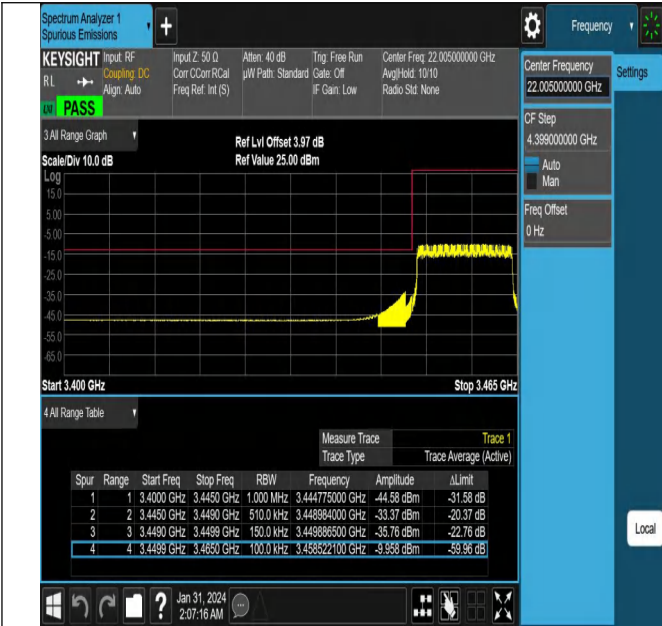 Spectrum Analyzer 1
Spurious Emissions
Frequency
KEYSIGHT
RL
PASS
Input: RF
Coupling: DC
Align: Auto
Input Z: 50 Ω
Corr CCorr RCal
Freq Ref: Int (S)
Atten: 40 dB
µW Path: Standard
Trig: Free Run
Gate: Off
IF Gain: Low
Center Freq: 22.005000000 GHz
Avg|Hold: 10/10
Radio Std: None
Center Frequency
22.005000000 GHz
Settings
CF Step
4.399000000 GHz
Auto
Man
Freq Offset
0 Hz
3 All Range Graph
Scale/Div 10.0 dB
Ref Lvl Offset 3.97 dB
Ref Value 25.00 dBm
Log
15.0
5.00
-5.00
-15.0
-25.0
-35.0
-45.0
-55.0
-65.0
Start 3.400 GHz
Stop 3.465 GHz
4 All Range Table
Measure Trace Trace 1
Trace Type Trace Average (Active)
Spur Range Start Freq Stop Freq RBW Frequency Amplitude ΔLimit
1 1 3.4000 GHz 3.4450 GHz 1.000 MHz 3.444775000 GHz -44.58 dBm -31.58 dB
2 2 3.4450 GHz 3.4490 GHz 510.0 kHz 3.448984000 GHz -33.37 dBm -20.37 dB
3 3 3.4490 GHz 3.4499 GHz 150.0 kHz 3.449886500 GHz -35.76 dBm -22.76 dB
4 4 3.4499 GHz 3.4650 GHz 100.0 kHz 3.458522100 GHz -9.958 dBm -59.96 dB
Local
Jan 31, 2024
2:07:16 AM